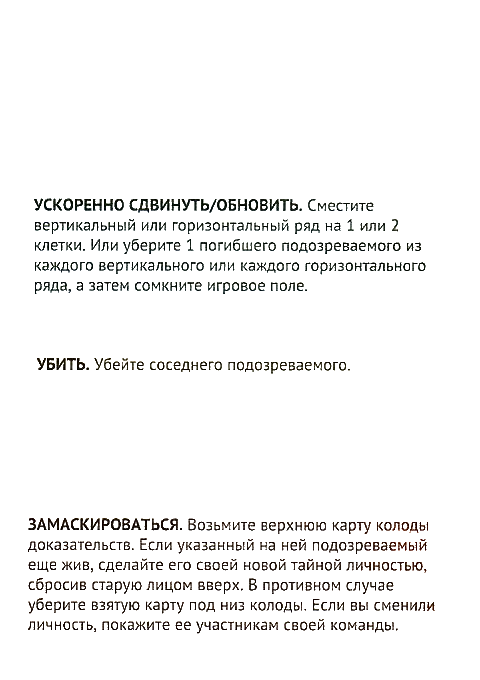 УСКОРЕННО СДВИНУТЬ/ОБНОВИТЬ. Сместите
вертикальный или горизонтальный ряд на 1 или 2
клетки. Или уберите 1 погибшего подозреваемого из
каждого вертикального или каждого горизонтального
ряда, а затем сомкните игровое поле.
УБИТЬ. Убейте соседнего подозреваемого.
ЗАМАСКИРОВАТЬСЯ. Возьмите верхнюю карту колоды
доказательств. Если указанный на ней подозреваемый
еще жив, сделайте его своей новой тайной личностью,
сбросив старую лицом вверх. В противном случае
уберите взятую карту под низ колоды. Если вы сменили
личность, покажите ее участникам своей команды.